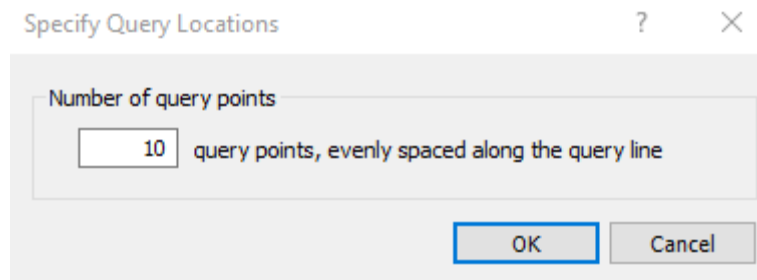 Specify Query Locations
Number of query points
10 query points, evenly spaced along the query line
OK Cancel